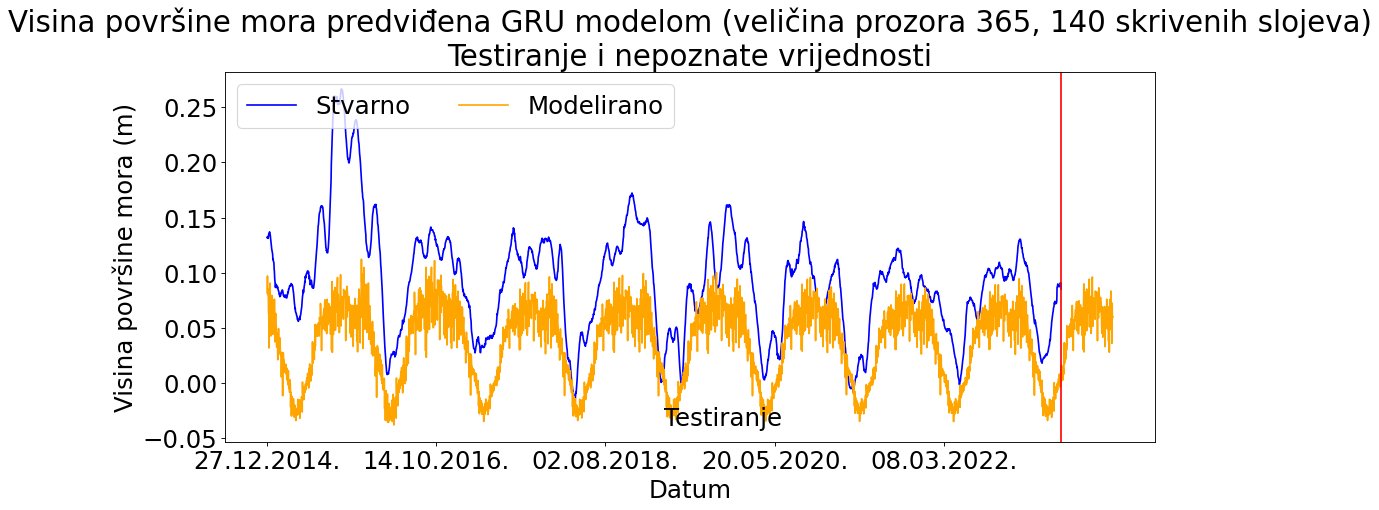 Visina površine mora predviđena GRU modelom (veličina prozora 365, 140 skrivenih slojeva)
Testiranje i nepoznate vrijednosti
Stvarno
Modelirano
Visina površine mora (m)
0.25
0.20
0.15
0.10
0.05
0.00
−0.05
Testiranje
27.12.2014.
14.10.2016.
02.08.2018.
20.05.2020.
08.03.2022.
Datum